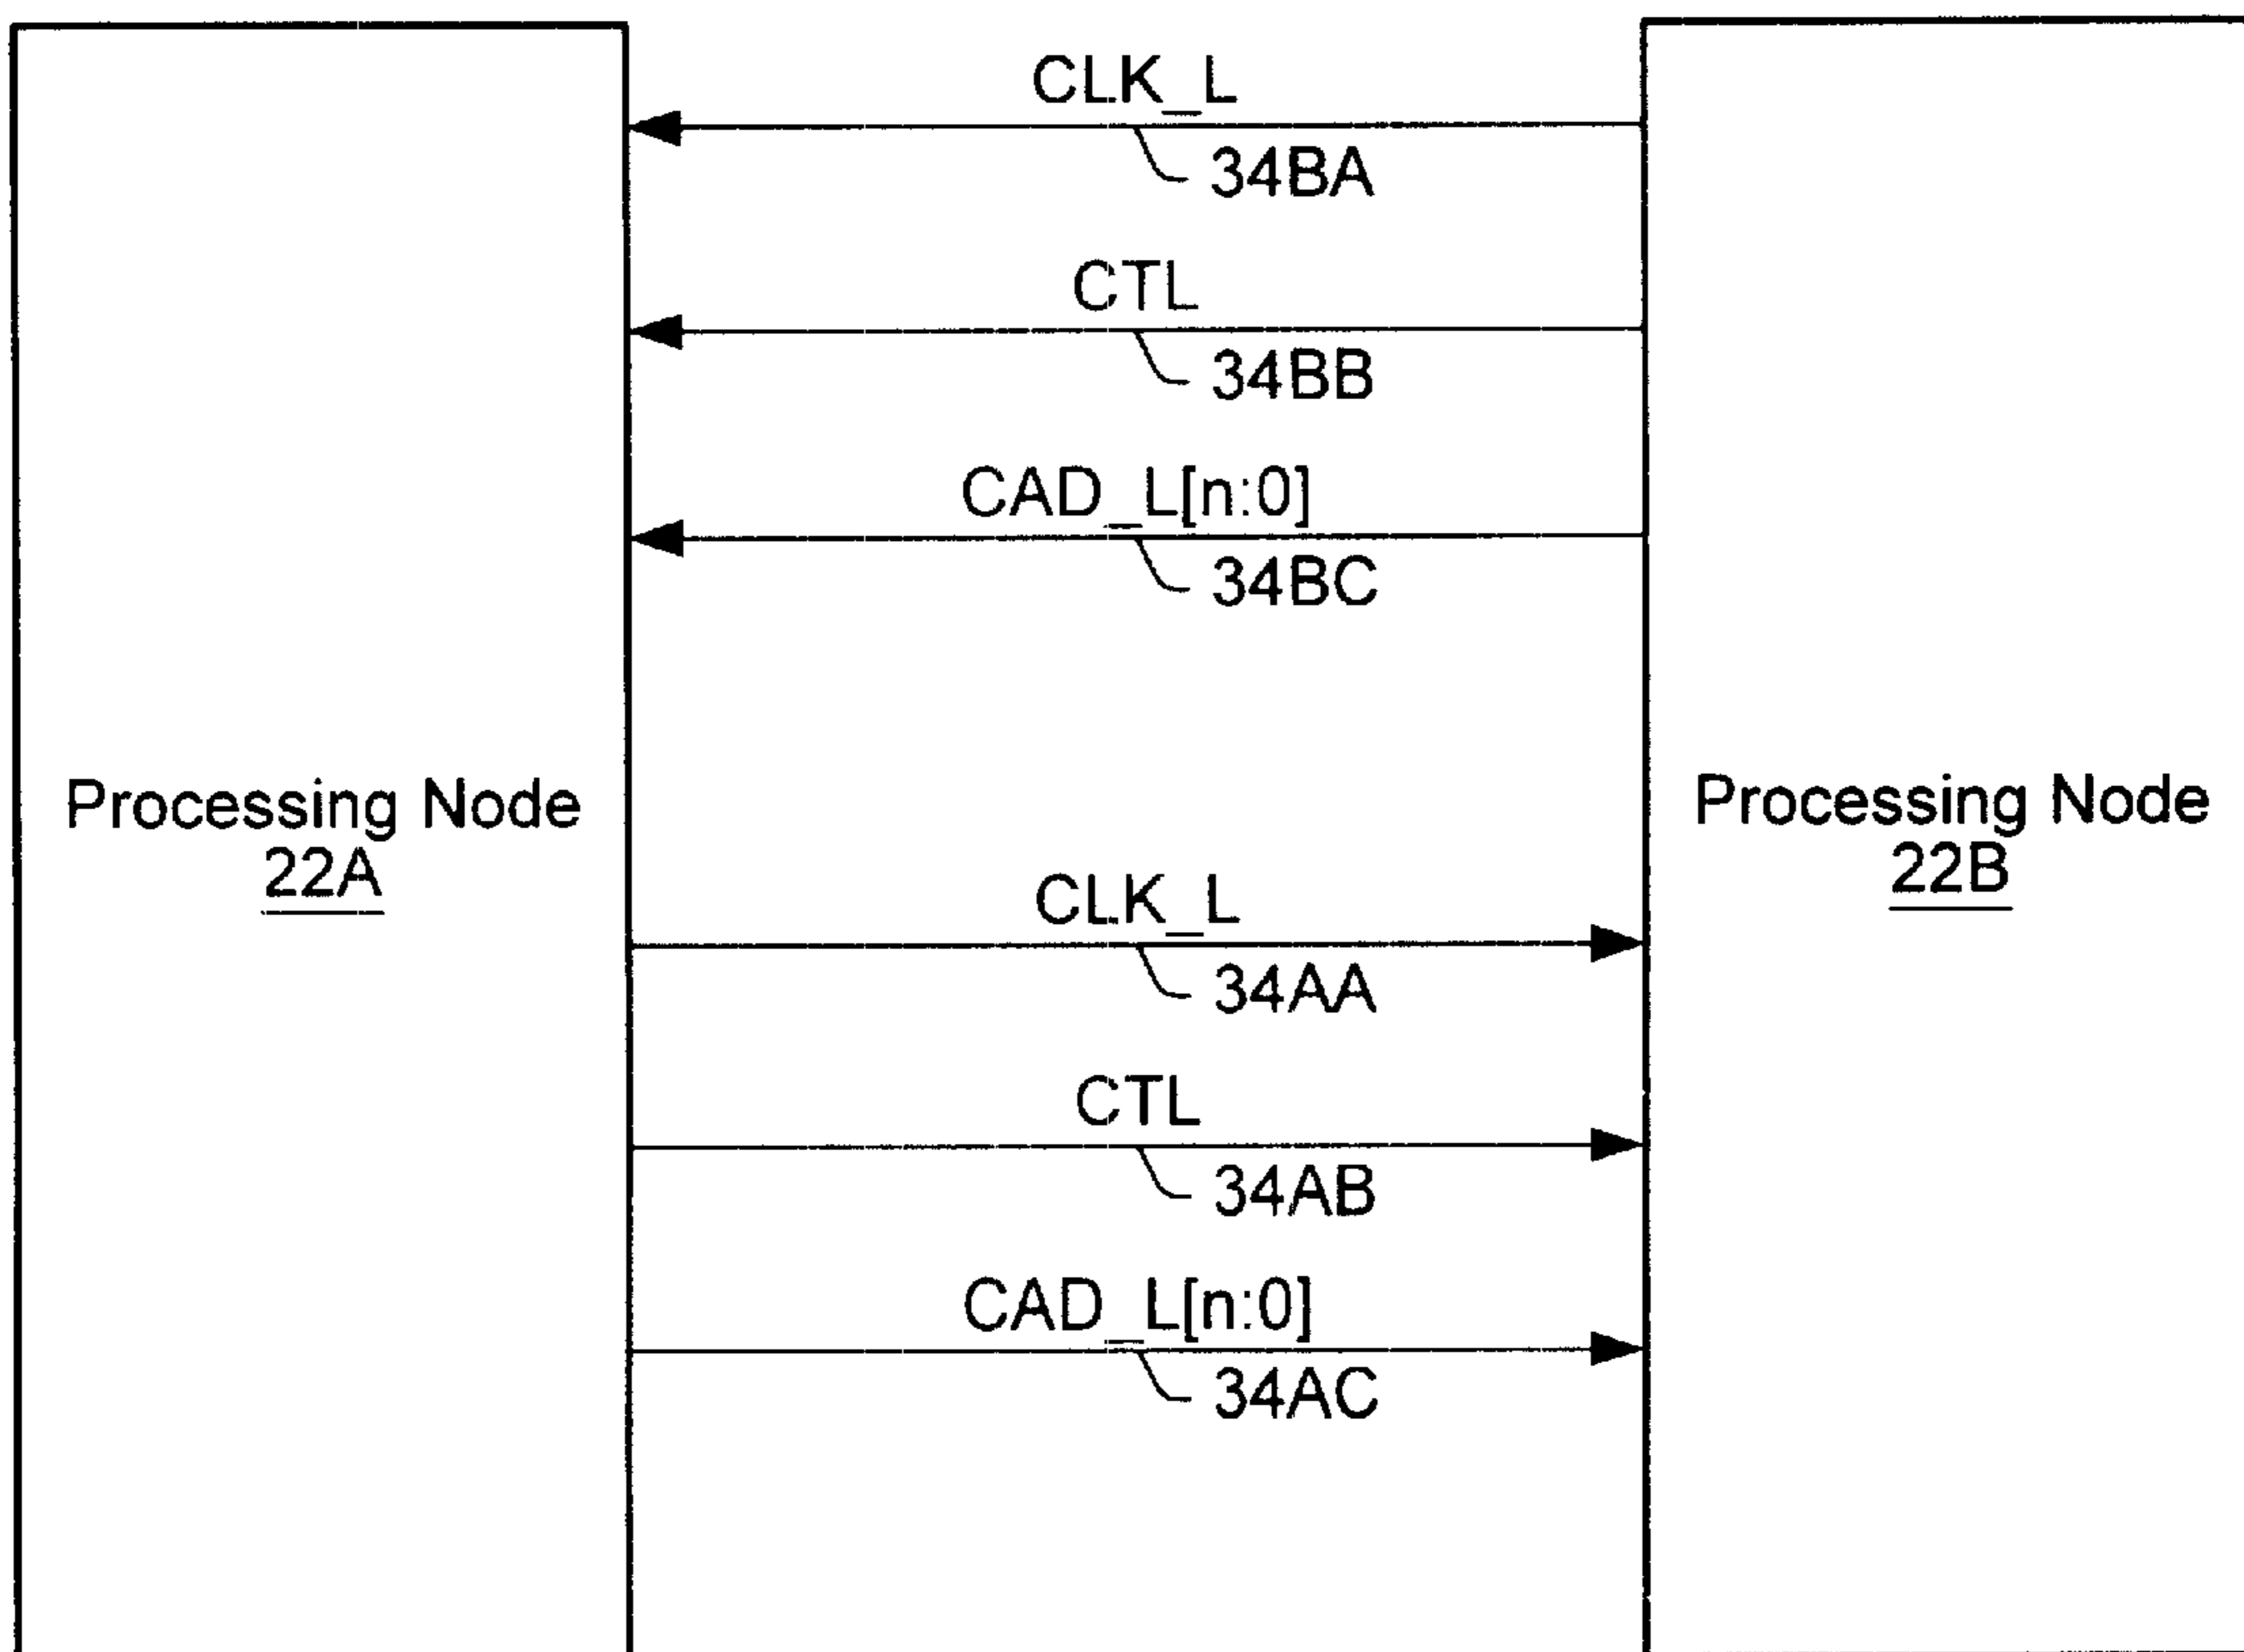 CLK_L
34BA
CTL
34BB
CAD_L[n:0]
34BC
Processing Node
22A
Processing Node
22B
CLK_L
34AA
CTL
34AB
CAD_L[n:0]
34AC